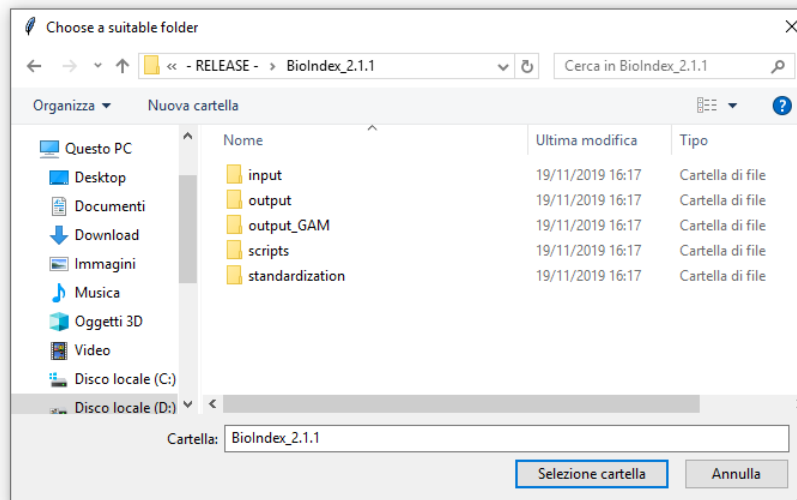 Choose a suitable folder
« - RELEASE - > BioIndex_2.1.1 Cerca in BioIndex_2.1.1
Organizza Nuova cartella
Questo PC
Desktop
Documenti
Download
Immagini
Musica
Oggetti 3D
Video
Disco locale (C:)
Disco locale (D:)
Nome Ultima modifica Tipo
input 19/11/2019 16:17 Cartella di file
output 19/11/2019 16:17 Cartella di file
output_GAM 19/11/2019 16:17 Cartella di file
scripts 19/11/2019 16:17 Cartella di file
standardization 19/11/2019 16:17 Cartella di file
Cartella: BioIndex_2.1.1
Selezione cartella Annulla